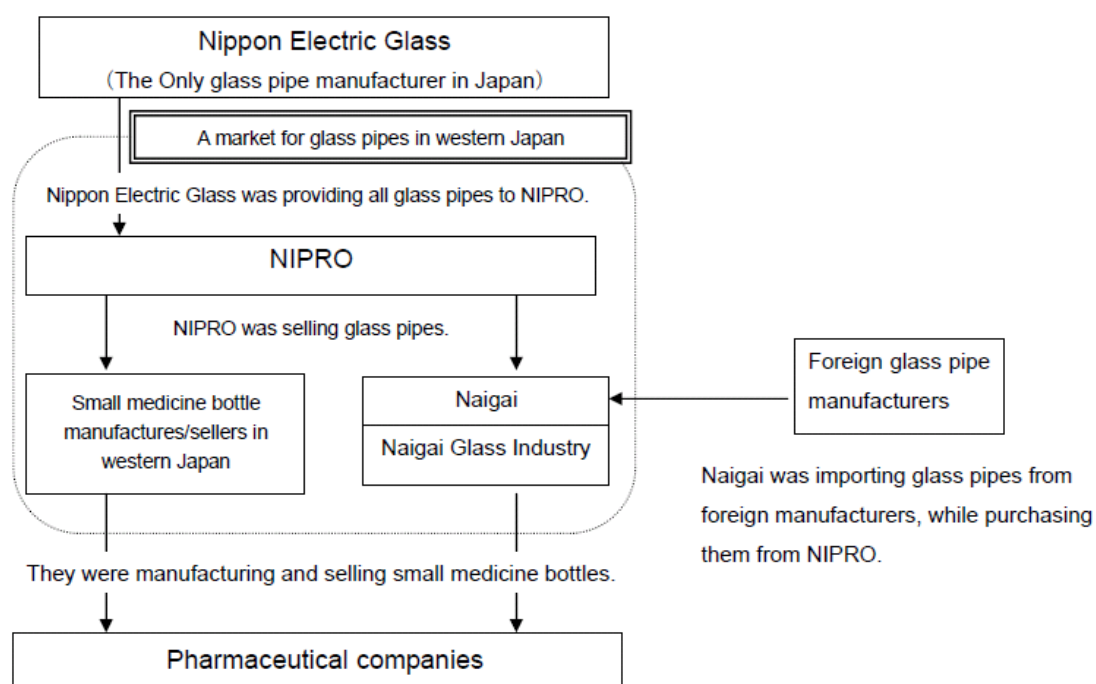 Nippon Electric Glass
（The Only glass pipe manufacturer in Japan）
A market for glass pipes in western Japan
Nippon Electric Glass was providing all glass pipes to NIPRO.
NIPRO
NIPRO was selling glass pipes.
Small medicine bottle
manufactures/sellers in
western Japan
Naigai
Naigai Glass Industry
Foreign glass pipe
manufacturers
Naigai was importing glass pipes from
foreign manufacturers, while purchasing
them from NIPRO.
They were manufacturing and selling small medicine bottles.
Pharmaceutical companies